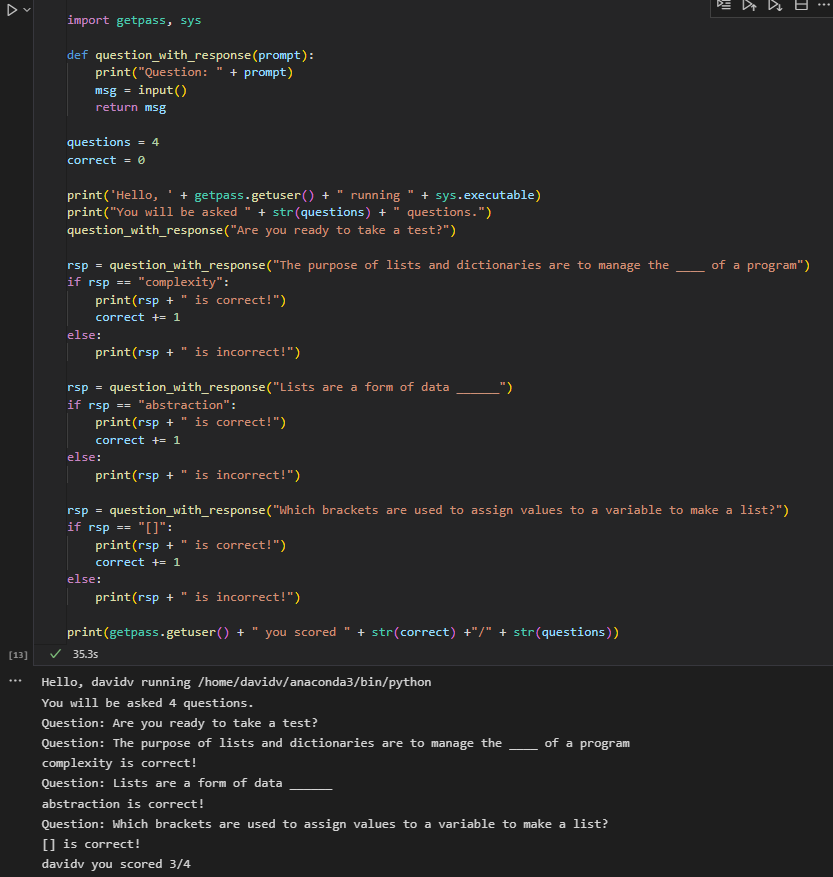 import getpass, sys

def question_with_response(prompt):
    print("Question: " + prompt)
    msg = input()
    return msg

questions = 4
correct = 0

print('Hello, ' + getpass.getuser() + " running " + sys.executable)
print("You will be asked " + str(questions) + " questions.")
question_with_response("Are you ready to take a test?")

rsp = question_with_response("The purpose of lists and dictionaries are to manage the ____ of a program")
if rsp == "complexity":
    print(rsp + " is correct!")
    correct += 1
else:
    print(rsp + " is incorrect!")

rsp = question_with_response("Lists are a form of data ______")
if rsp == "abstraction":
    print(rsp + " is correct!")
    correct += 1
else:
    print(rsp + " is incorrect!")

rsp = question_with_response("Which brackets are used to assign values to a variable to make a list?")
if rsp == "[]":
    print(rsp + " is correct!")
    correct += 1
else:
    print(rsp + " is incorrect!")

print(getpass.getuser() + " you scored " + str(correct) +"/" + str(questions))
[13] 35.3s
Hello, davidv running /home/davidv/anaconda3/bin/python
You will be asked 4 questions.
Question: Are you ready to take a test?
Question: The purpose of lists and dictionaries are to manage the ____ of a program
complexity is correct!
Question: Lists are a form of data ______
abstraction is correct!
Question: Which brackets are used to assign values to a variable to make a list?
[] is correct!
davidv you scored 3/4